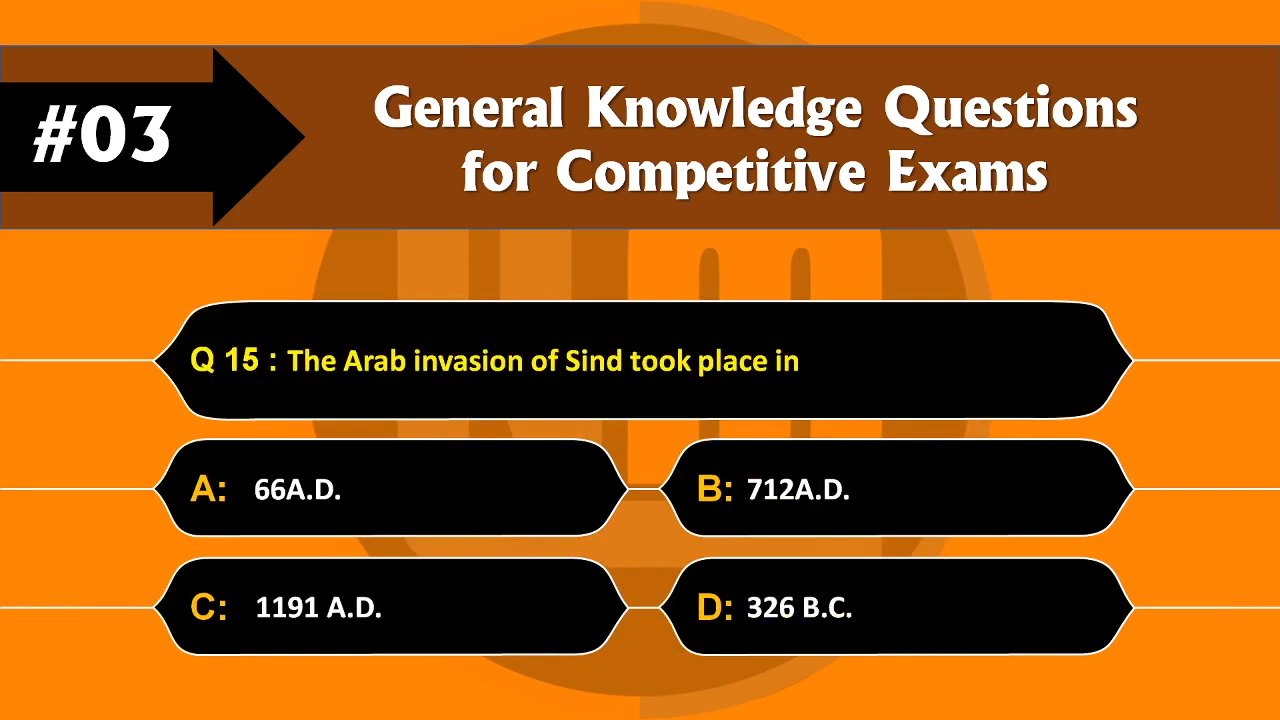 #03
General Knowledge Questions
for Competitive Exams
Q 15 : The Arab invasion of Sind took place in
A: 66A.D.
B: 712A.D.
C: 1191 A.D.
D: 326 B.C.